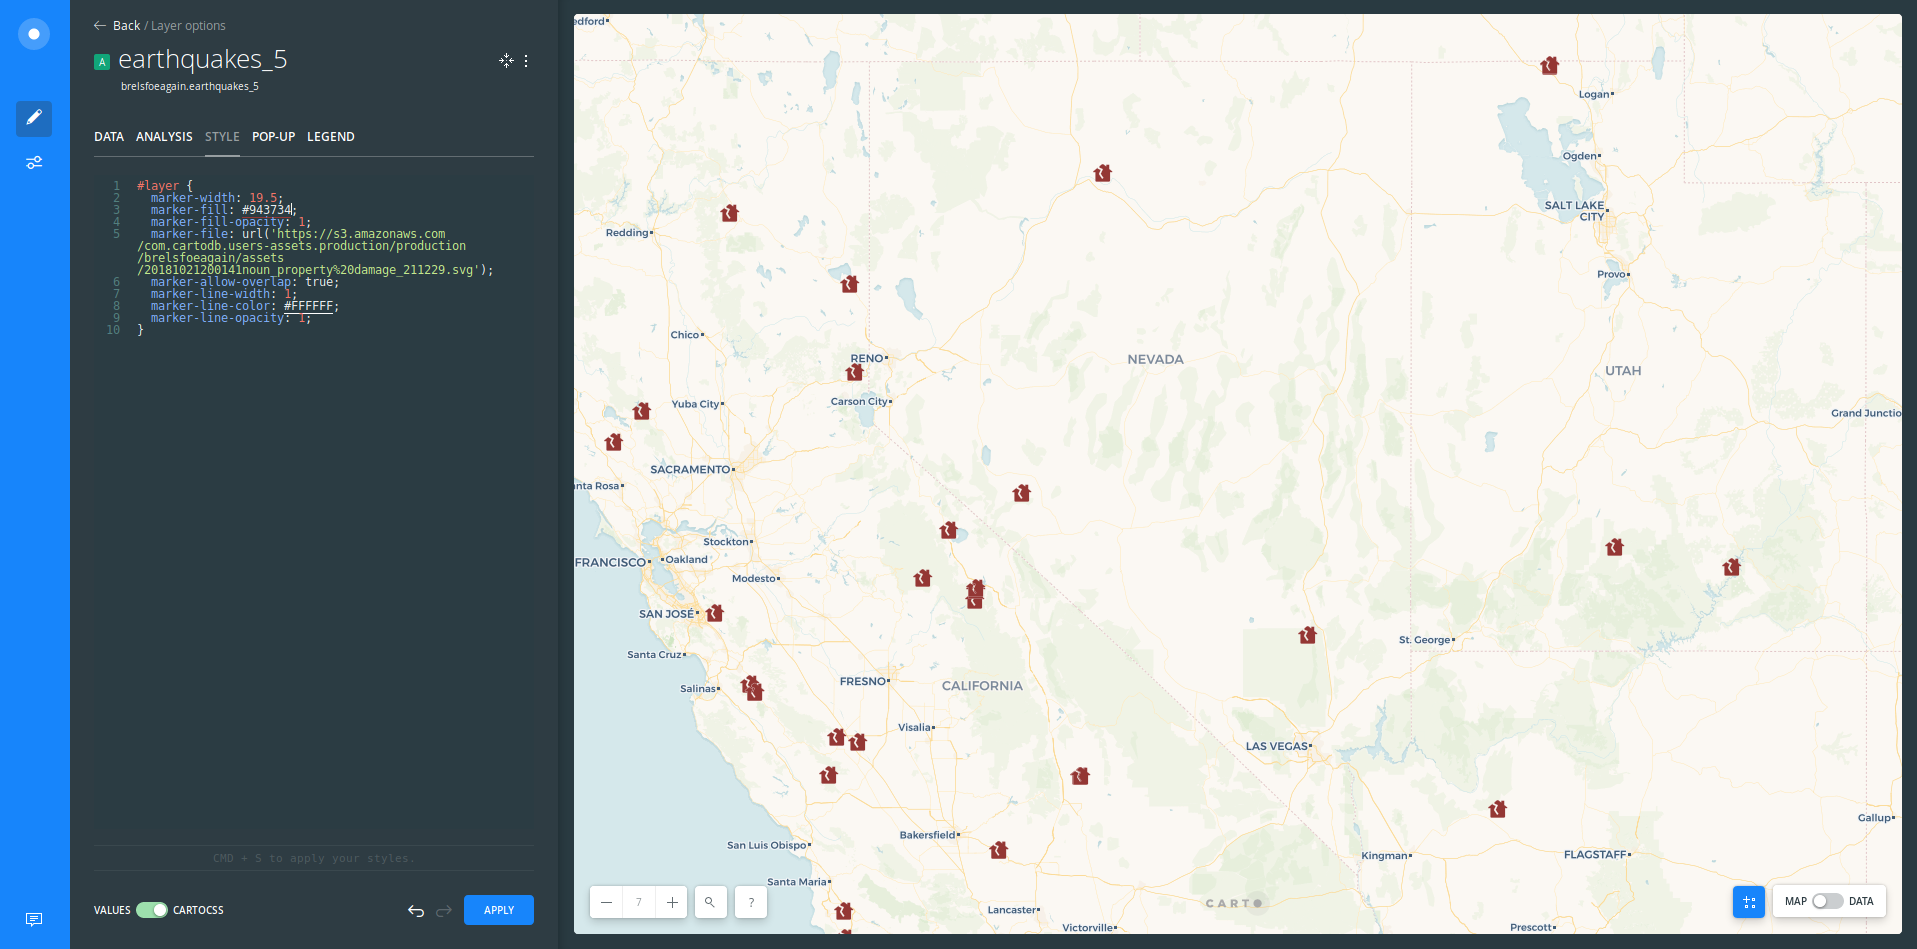 Back / Layer options
A earthquakes_5
brelsfoeagain.earthquakes_5
DATA ANALYSIS STYLE POP-UP LEGEND
1 #layer {
2 marker-width: 19.5;
3 marker-fill: #943734;
4 marker-fill-opacity: 1;
5 marker-file: url('https://s3.amazonaws.com
/com.cartodb.users-assets.production/production
/brelsfoeagain/assets
/20181021200141noun_property%20damage_211229.svg');
6 marker-allow-overlap: true;
7 marker-line-width: 1;
8 marker-line-color: #FFFFFF;
9 marker-line-opacity: 1;
10 }
CMD + S to apply your styles.
VALUES CARTOCSS APPLY
edford
Logan
Ogden
SALT LAKE
CITY
Redding
Provo
Chico
RENO
NEVADA
UTAH
Carson City
Yuba City
Grand Junctio
SACRAMENTO
nta Rosa
Stockton
FRANCISCO
Oakland
Modesto
SAN JOSÉ
St. George
Santa Cruz
FRESNO
CALIFORNIA
Salinas
Visalia
LAS VEGAS
Gallup
Bakersfield
San Luis Obispo
Kingman
FLAGSTAFF
Santa Maria
Lancaster
Victorville
Prescott
− 7 + ?
CARTO
MAP DATA